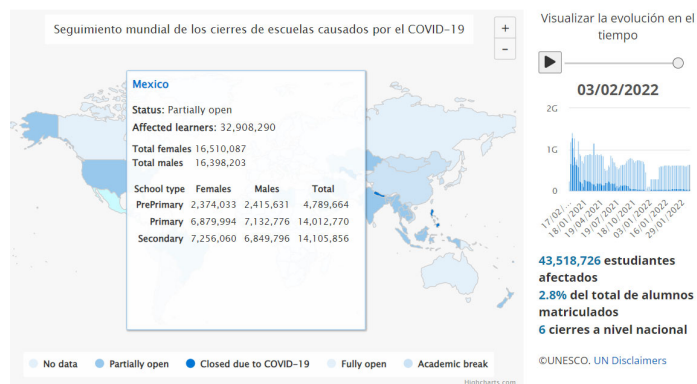 Seguimiento mundial de los cierres de escuelas causados por el COVID-19
+
-
Mexico
Status: Partially open
Affected learners: 32,908,290
Total females 16,510,087
Total males 16,398,203
School type Females Males Total
PrePrimary 2,374,033 2,415,631 4,789,664
Primary 6,879,994 7,132,776 14,012,770
Secondary 7,256,060 6,849,796 14,105,856
No data Partially open Closed due to COVID-19 Fully open Academic break
Highcharts.com
Visualizar la evolución en el
tiempo
03/02/2022
2G
1G
0
17/02/... 18/01/2021 19/04/2021 19/07/2021 18/10/2021 03/01/2022 16/01/2022 29/01/2022
43,518,726 estudiantes
afectados
2.8% del total de alumnos
matriculados
6 cierres a nivel nacional
©UNESCO. UN Disclaimers